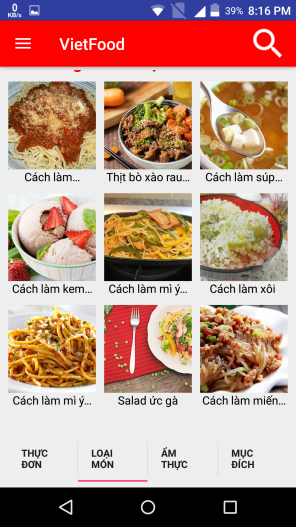 0
KB/s
39% 8:16 PM
VietFood
Cách làm…
Thịt bò xào rau…
Cách làm súp…
Cách làm kem…
Cách làm mì ý…
Cách làm xôi
Cách làm mì ý…
Salad ức gà
Cách làm miến…
THỰC
ĐƠN
LOẠI
MÓN
ẨM
THỰC
MỤC
ĐÍCH